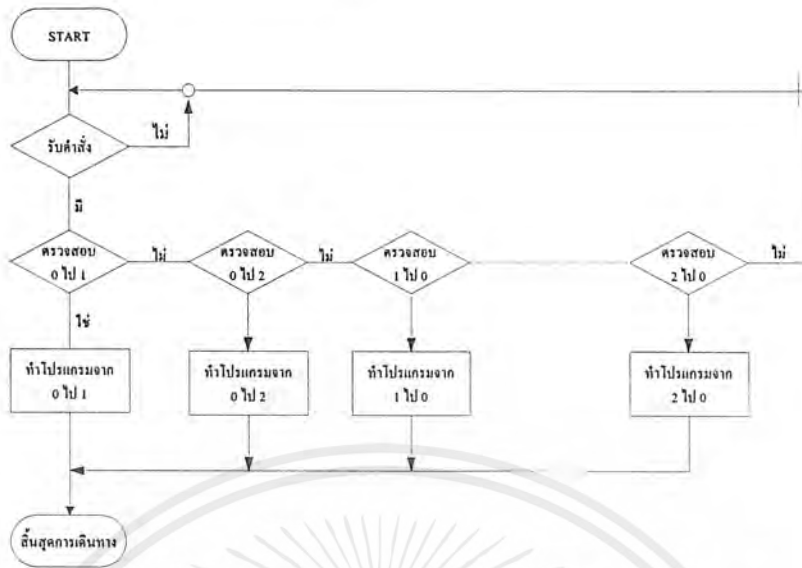 START
ไม่
รับคำสั่ง
มี
ตรวจสอบ
0 ไป 1
ไม่
ตรวจสอบ
0 ไป 2
ไม่
ตรวจสอบ
1 ไป 0
ตรวจสอบ
2 ไป 0
ไม่
ใช่
ทำโปรแกรมจาก
0 ไป 1
ทำโปรแกรมจาก
0 ไป 2
ทำโปรแกรมจาก
1 ไป 0
ทำโปรแกรมจาก
2 ไป 0
สิ้นสุดการเดินทาง